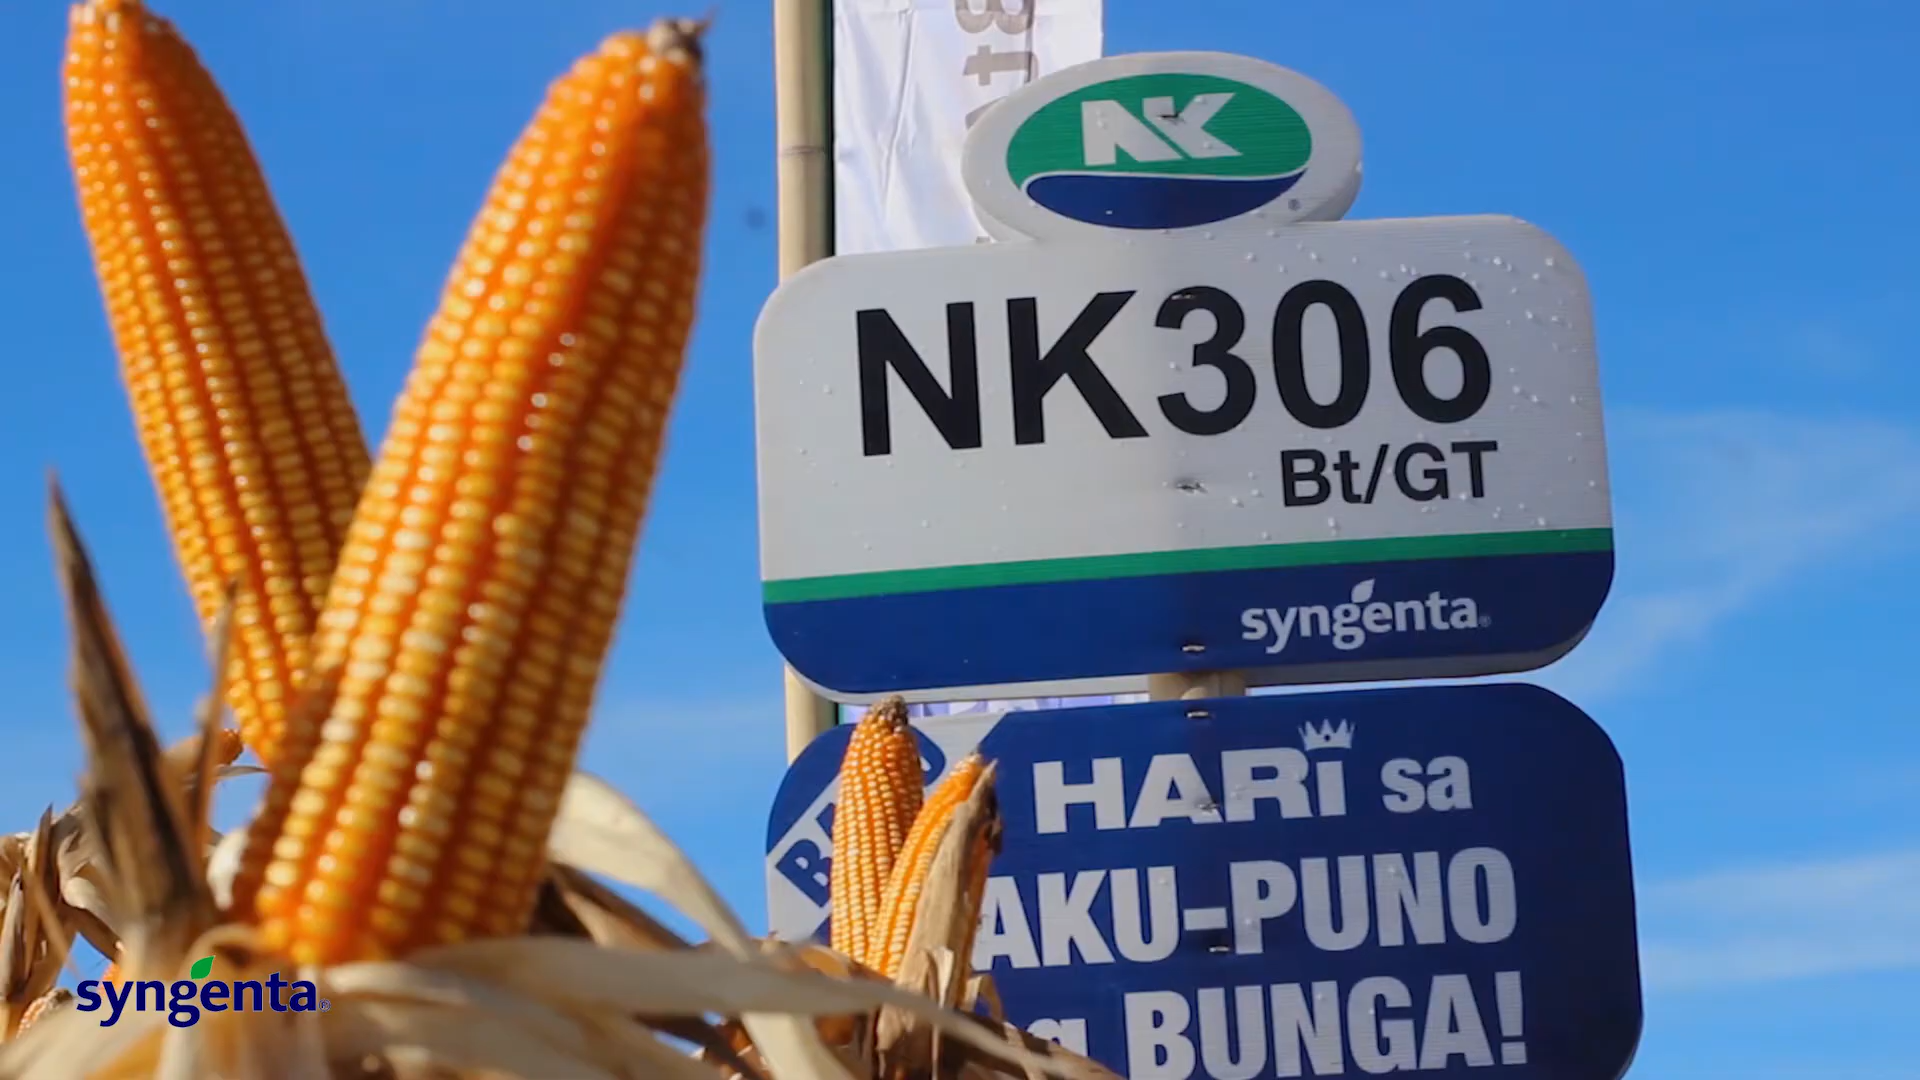 NK
NK306
Bt/GT
syngenta
HARi sa
AKU-PUNO
BUNGA!
syngenta